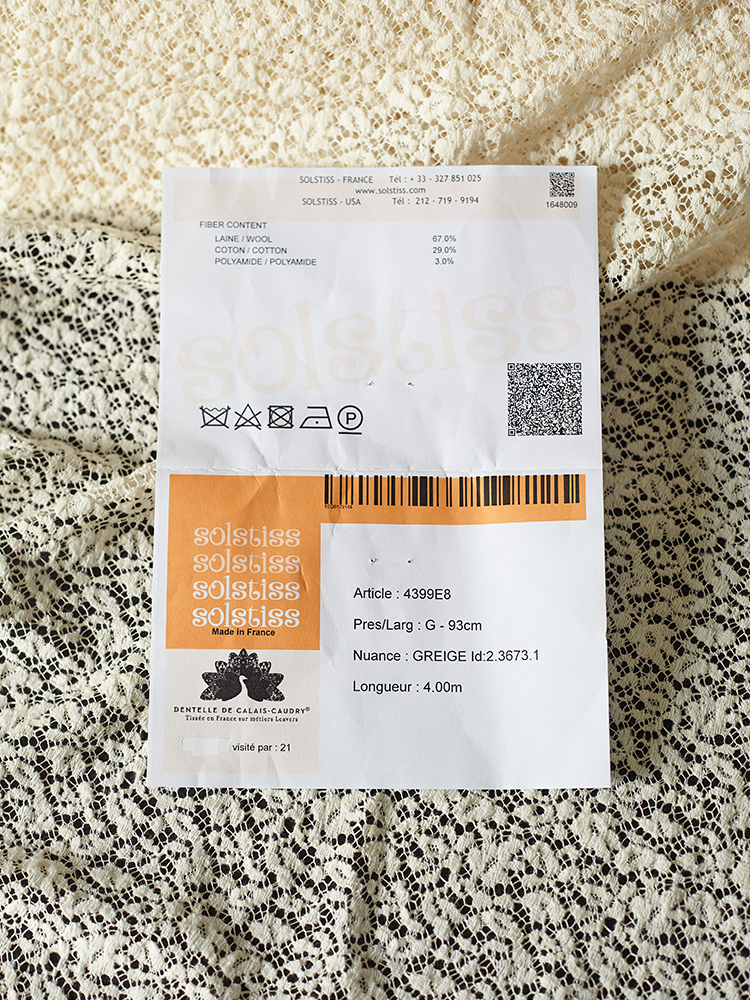 SOLSTISS - FRANCE Tél : + 33 - 327 851 025
www.solstiss.com
SOLSTISS - USA Tél : 212 - 719 - 9194
1648009
FIBER CONTENT
LAINE / WOOL 67.0%
COTON / COTTON 29.0%
POLYAMIDE / POLYAMIDE 3.0%
solstiss
P
solstiss
solstiss
solstiss
solstiss
Made in France
Article : 4399E8
Pres/Larg : G - 93cm
Nuance : GREIGE Id:2.3673.1
Longueur : 4.00m
DENTELLE DE CALAIS-CAUDRY®
Tissée en France sur métiers Leavers
visité par : 21